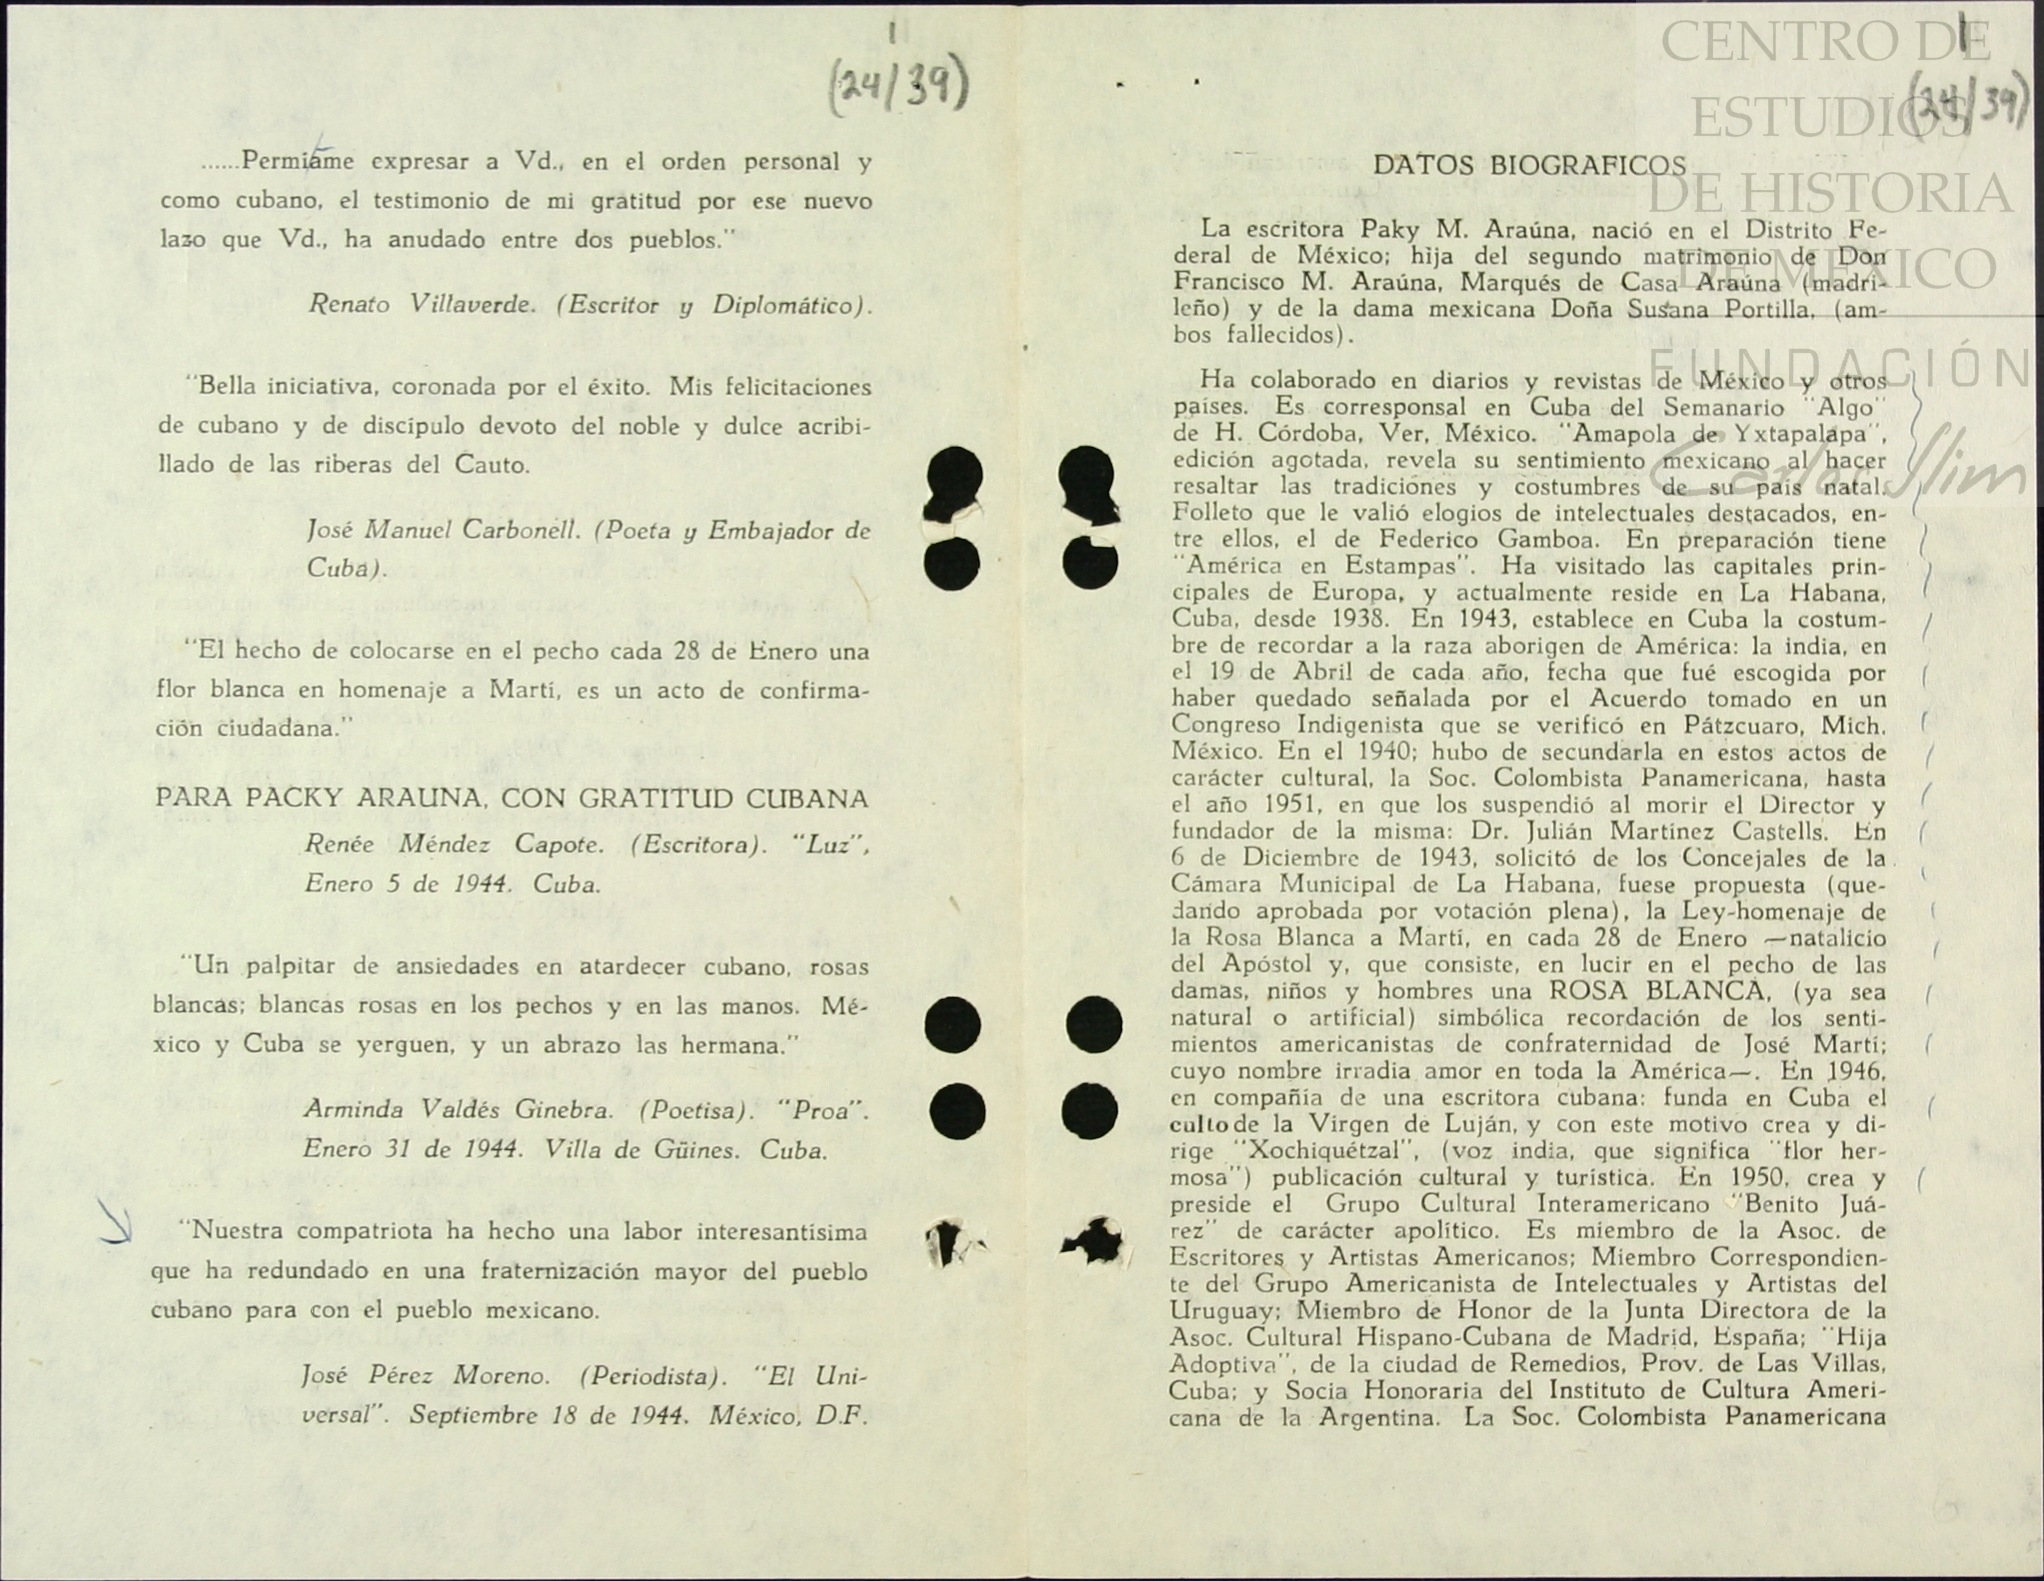 I
(24/39)
......Permiáme expresar a Vd., en el orden personal y
como cubano, el testimonio de mi gratitud por ese nuevo
lazo que Vd., ha anudado entre dos pueblos."
Renato Villaverde. (Escritor y Diplomático).
"Bella iniciativa, coronada por el éxito. Mis felicitaciones
de cubano y de discípulo devoto del noble y dulce acribi-
llado de las riberas del Cauto.
José Manuel Carbonell. (Poeta y Embajador de
Cuba).
"El hecho de colocarse en el pecho cada 28 de Enero una
flor blanca en homenaje a Martí, es un acto de confirma-
ción ciudadana."
PARA PACKY ARAUNA, CON GRATITUD CUBANA
Renée Méndez Capote. (Escritora). "Luz",
Enero 5 de 1944. Cuba.
"Un palpitar de ansiedades en atardecer cubano, rosas
blancas; blancas rosas en los pechos y en las manos. Mé-
xico y Cuba se yerguen, y un abrazo las hermana."
Arminda Valdés Ginebra. (Poetisa). "Proa".
Enero 31 de 1944. Villa de Güines. Cuba.
"Nuestra compatriota ha hecho una labor interesantísima
que ha redundado en una fraternización mayor del pueblo
cubano para con el pueblo mexicano.
José Pérez Moreno. (Periodista). "El Uni-
versal". Septiembre 18 de 1944. México, D.F.
I
(24/39)
DATOS BIOGRAFICOS
La escritora Paky M. Araúna, nació en el Distrito Fe-
deral de México; hija del segundo matrimonio de Don
Francisco M. Araúna, Marqués de Casa Araúna (madri-
leño) y de la dama mexicana Doña Susana Portilla, (am-
bos fallecidos).
Ha colaborado en diarios y revistas de México y otros
países. Es corresponsal en Cuba del Semanario "Algo"
de H. Córdoba, Ver, México. "Amapola de Yxtapalapa",
edición agotada, revela su sentimiento mexicano al hacer
resaltar las tradiciones y costumbres de su país natal.
Folleto que le valió elogios de intelectuales destacados, en-
tre ellos, el de Federico Gamboa. En preparación tiene
"América en Estampas". Ha visitado las capitales prin-
cipales de Europa, y actualmente reside en La Habana,
Cuba, desde 1938. En 1943, establece en Cuba la costum-
bre de recordar a la raza aborigen de América: la india, en
el 19 de Abril de cada año, fecha que fué escogida por
haber quedado señalada por el Acuerdo tomado en un
Congreso Indigenista que se verificó en Pátzcuaro, Mich.
México. En el 1940; hubo de secundarla en estos actos de
carácter cultural, la Soc. Colombista Panamericana, hasta
el año 1951, en que los suspendió al morir el Director y
fundador de la misma: Dr. Julián Martínez Castells. En
6 de Diciembre de 1943, solicitó de los Concejales de la
Cámara Municipal de La Habana, fuese propuesta (que-
dando aprobada por votación plena), la Ley-homenaje de
la Rosa Blanca a Martí, en cada 28 de Enero —natalicio
del Apóstol y, que consiste, en lucir en el pecho de las
damas, niños y hombres una ROSA BLANCA, (ya sea
natural o artificial) simbólica recordación de los senti-
mientos americanistas de confraternidad de José Martí;
cuyo nombre irradia amor en toda la América—. En 1946,
en compañía de una escritora cubana: funda en Cuba el
culto de la Virgen de Luján, y con este motivo crea y di-
rige "Xochiquétzal", (voz india, que significa "flor her-
mosa") publicación cultural y turística. En 1950, crea y
preside el Grupo Cultural Interamericano "Benito Juá-
rez" de carácter apolítico. Es miembro de la Asoc. de
Escritores y Artistas Americanos; Miembro Correspondien-
te del Grupo Americanista de Intelectuales y Artistas del
Uruguay; Miembro de Honor de la Junta Directora de la
Asoc. Cultural Hispano-Cubana de Madrid, España; "Hija
Adoptiva", de la ciudad de Remedios, Prov. de Las Villas,
Cuba; y Socia Honoraria del Instituto de Cultura Ameri-
cana de la Argentina. La Soc. Colombista Panamericana
CENTRO DE
ESTUDIOS
DE HISTORIA
DE MÉXICO
FUNDACIÓN
Carlos Slim